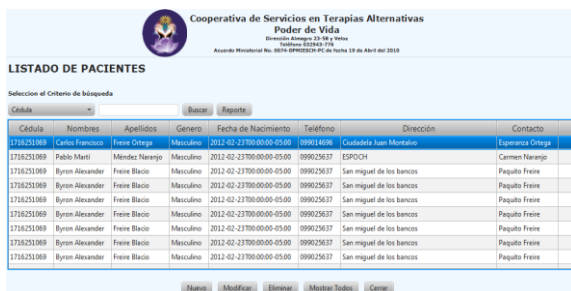 Cooperativa de Servicios en Terapias Alternativas
Poder de Vida
Dirección Almagro 23-58 y Veloz
Teléfono 032943-776
Acuerdo Ministerial No. 0074-DPMIESCH-PC de fecha 19 de Abril del 2010
LISTADO DE PACIENTES
Seleccion el Criterio de búsqueda
Cédula Buscar Reporte
Cédula Nombres Apellidos Genero Fecha de Nacimiento Teléfono Dirección Contacto
1716251069 Carlos Francisco Freire Ortega Masculino 2012-02-23T00:00:00-05:00 099014696 Ciudadela Juan Montalvo Esperanza Ortega
1716251069 Pablo Martí Méndez Naranjo Masculino 2012-02-23T00:00:00-05:00 099025637 ESPOCH Carmen Naranjo
1716251069 Byron Alexander Freire Blacio Masculino 2012-02-23T00:00:00-05:00 099025637 San miguel de los bancos Paquito Freire
1716251069 Byron Alexander Freire Blacio Masculino 2012-02-23T00:00:00-05:00 099025637 San miguel de los bancos Paquito Freire
1716251069 Byron Alexander Freire Blacio Masculino 2012-02-23T00:00:00-05:00 099025637 San miguel de los bancos Paquito Freire
1716251069 Byron Alexander Freire Blacio Masculino 2012-02-23T00:00:00-05:00 099025637 San miguel de los bancos Paquito Freire
1716251069 Byron Alexander Freire Blacio Masculino 2012-02-23T00:00:00-05:00 099025637 San miguel de los bancos Paquito Freire
1716251069 Byron Alexander Freire Blacio Masculino 2012-02-23T00:00:00-05:00 099025637 San miguel de los bancos Paquito Freire
1716251069 Byron Alexander Freire Blacio Masculino 2012-02-23T00:00:00-05:00 099025637 San miguel de los bancos Paquito Freire
Nuevo Modificar Eliminar Mostrar Todos Cerrar